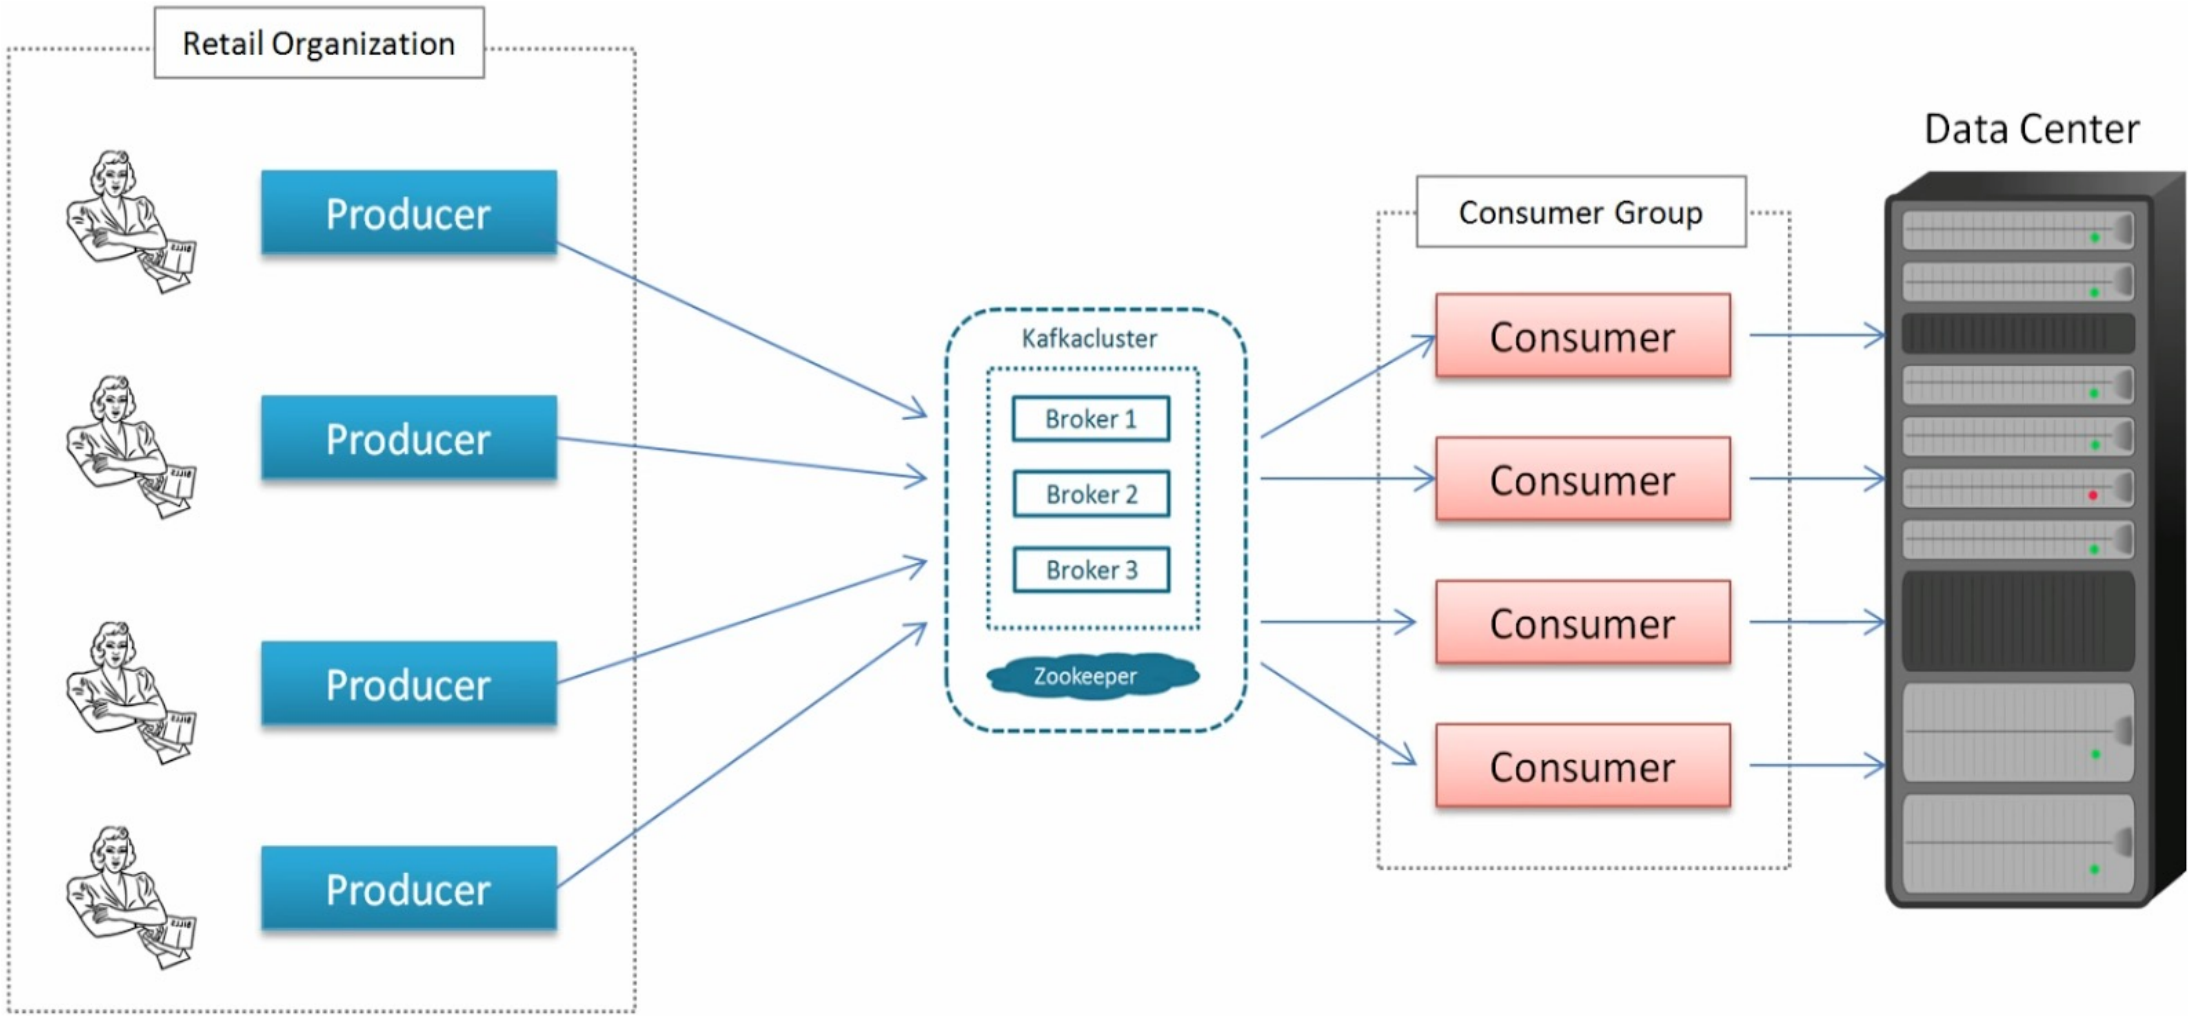 Retail Organization
Producer
Producer
Producer
Producer
Kafkacluster
Broker 1
Broker 2
Broker 3
Zookeeper
Consumer Group
Consumer
Consumer
Consumer
Consumer
Data Center